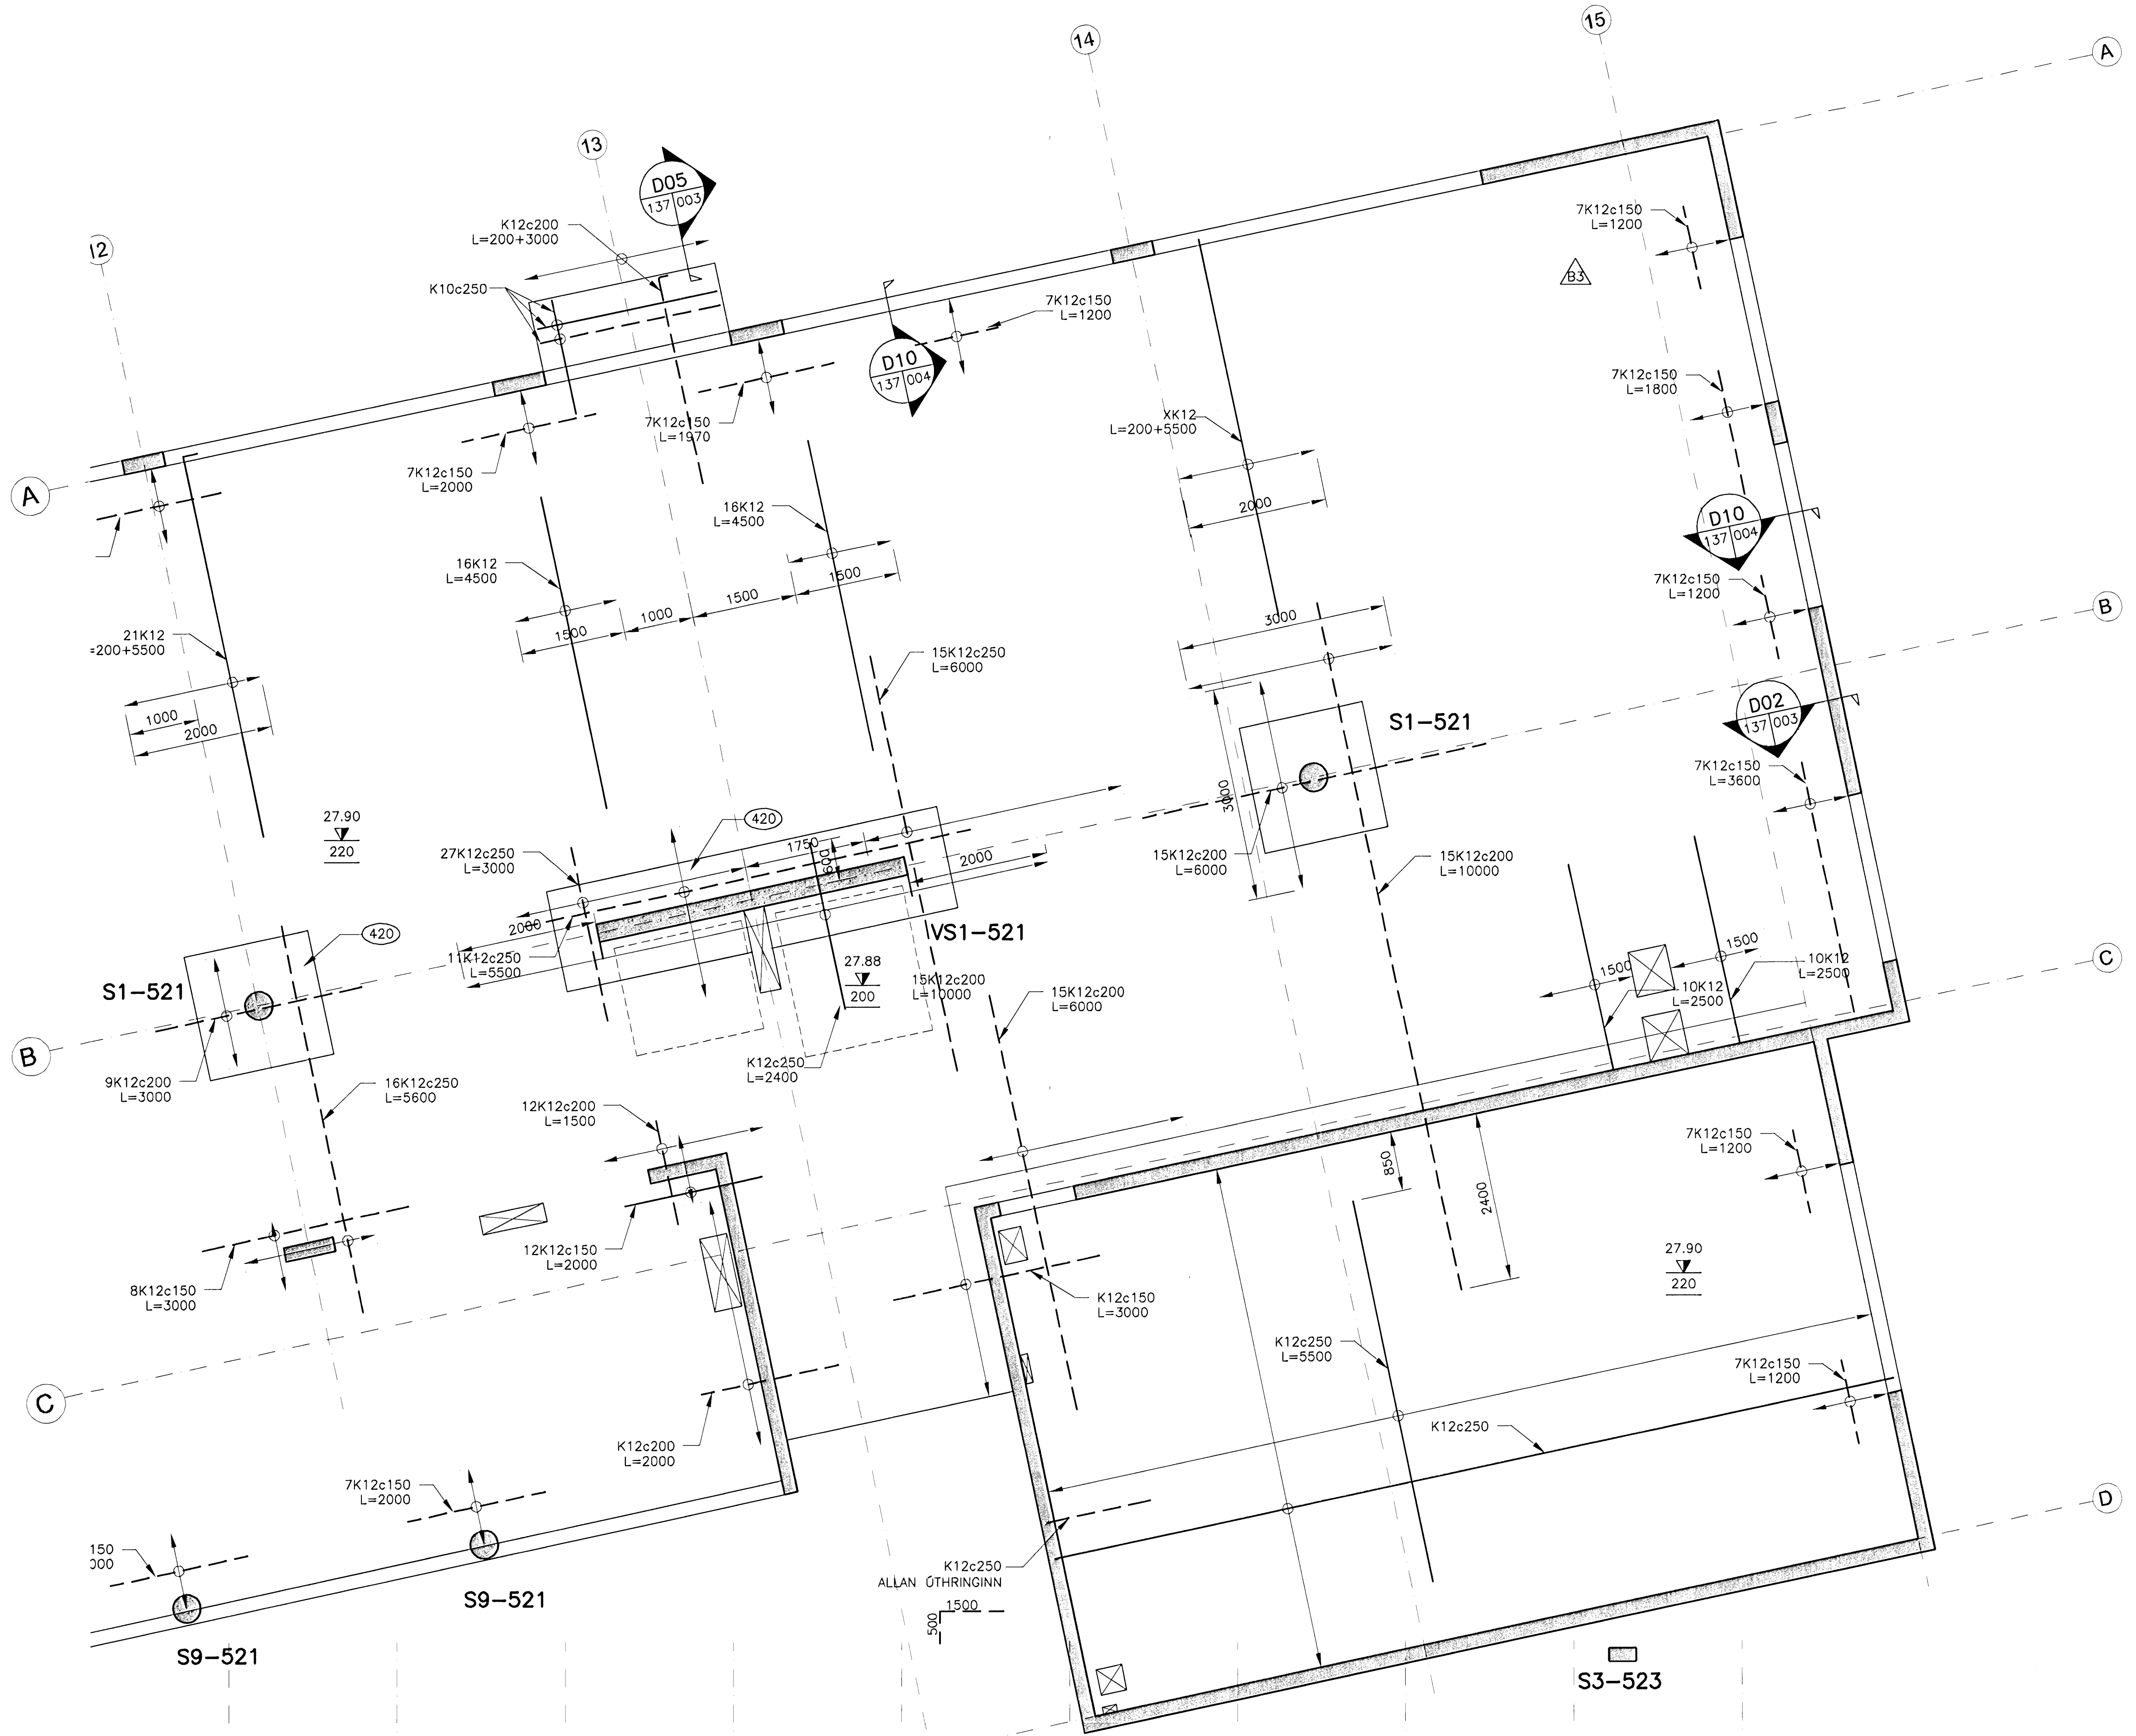 15
14
A
13
D05
137 003
K12c200
L=200+3000
7K12c150
L=1200
12
B3
K10c250
7K12c150
L=1200
D10
137 004
7K12c150
L=1800
7K12c150
L=1970
XK12
L=200+5500
7K12c150
L=2000
A
16K12
L=4500
2000
D10
137 004
16K12
L=4500
1500
1500
1000
1500
7K12c150
L=1200
B
3000
21K12
=200+5500
15K12c250
L=6000
1000
2000
S1-521
D02
137 003
7K12c150
L=3600
3000
27.90
220
420
1750
600
27K12c250
L=3000
2000
15K12c200
L=6000
15K12c200
L=10000
2000
420
VS1-521
11K12c250
L=5500
27.88
200
15K12c200
L=10000
S1-521
15K12c200
L=6000
1500
1500
10K12
L=2500
10K12
L=2500
C
B
9K12c200
L=3000
16K12c250
L=5600
K12c250
L=2400
12K12c200
L=1500
850
2400
7K12c150
L=1200
12K12c150
L=2000
27.90
220
8K12c150
L=3000
K12c150
L=3000
K12c250
L=5500
7K12c150
L=1200
C
K12c200
L=2000
K12c250
7K12c150
L=2000
D
150
000
K12c250
ALLAN ÚTHRINGINN
1500
500
S9-521
S9-521
S3-523